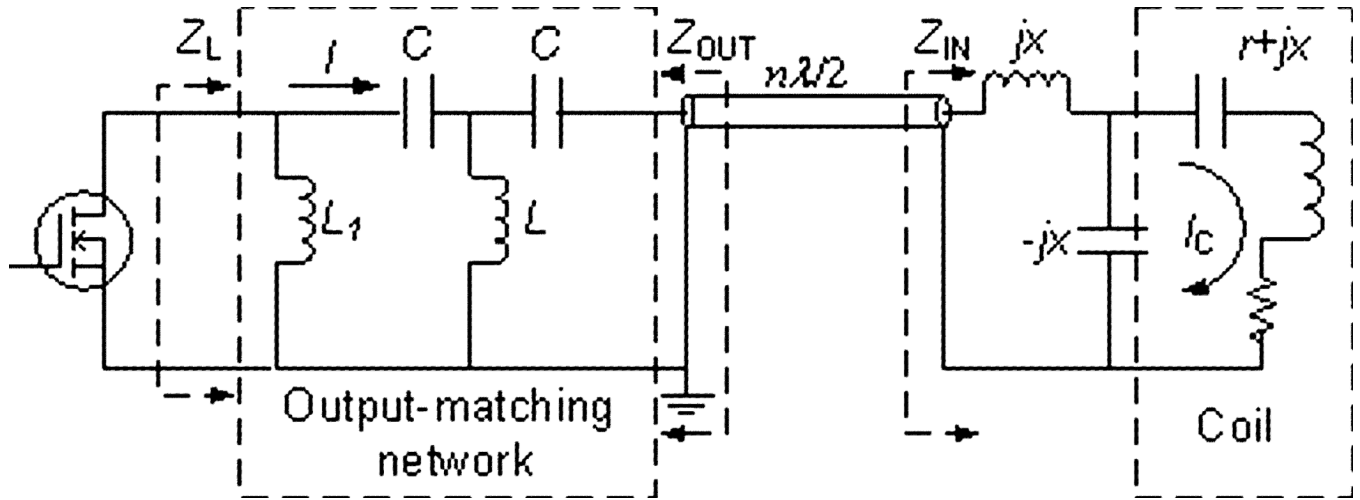 Z_L
I
C
C
Z_OUT
nλ/2
Z_IN
jx
r+jx
L_1
L
-jx
I_C
Output-matching
network
Coil